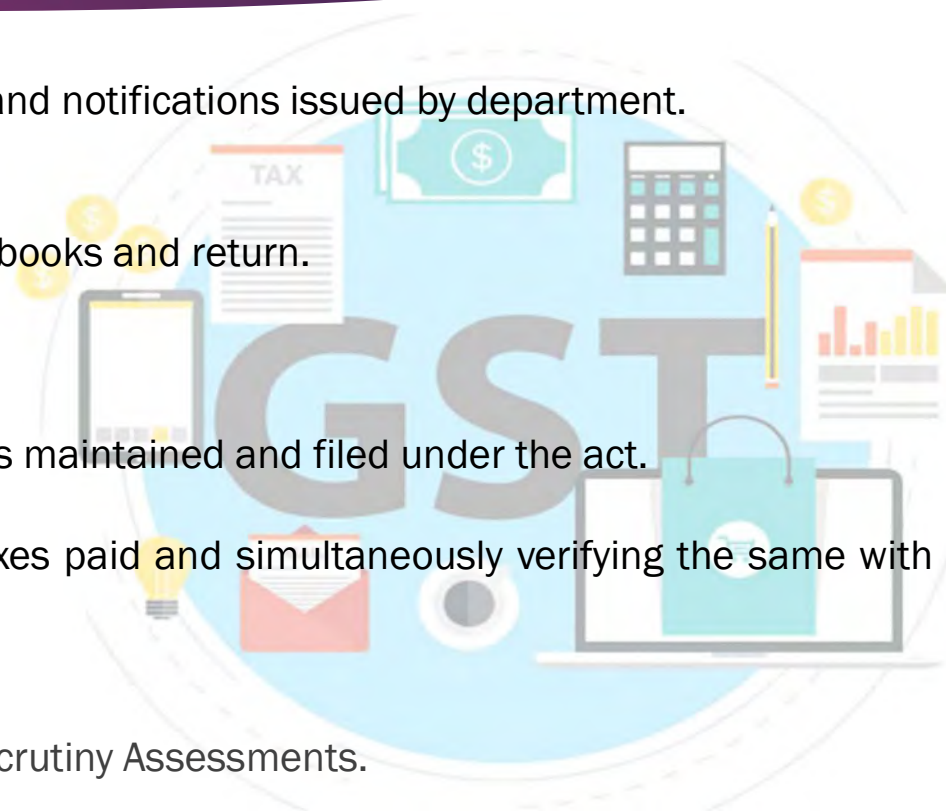 and notifications issued by department.
TAX
books and return.
GST
s maintained and filed under the act.
xes paid and simultaneously verifying the same with
crutiny Assessments.